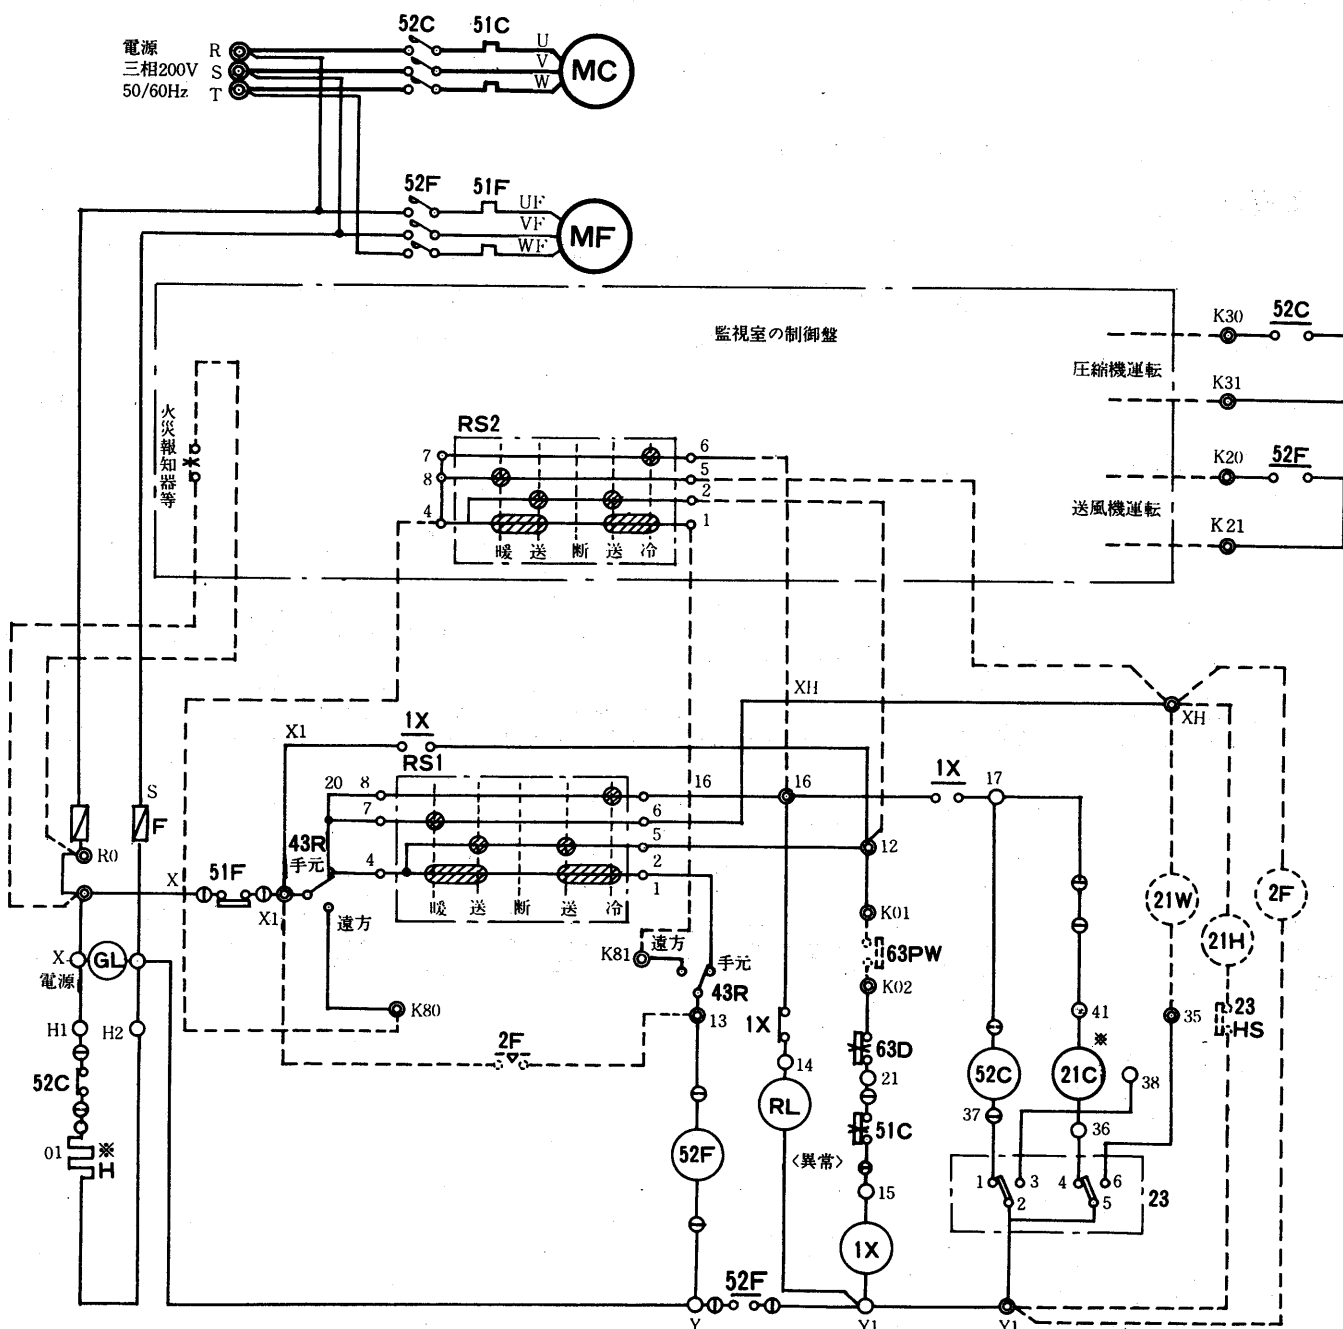 52C 51C
電源 R U
三相200V S V MC
50/60Hz T W
52F 51F
UF
VF MF
WF
監視室の制御盤
K30 52C
圧縮機運転
K31
K20 52F
送風機運転
K21
火災報知器等
RS2
7 6
8 5
2
4 1
暖 送 断 送 冷
XH
XH
X1 1X
RS1
20 8 16 16 1X 17
7 6
S
F
R0
43R
手元
5
12
4 2
1
X 51F
X1
暖 送 断 送 冷
遠方
K01
21W 2F
21H
63PW
K81 遠方
手元
43R
X GL
電源
K02
K80
13
41 35 23
HS
H1 H2
2F
1X
※
63D
14
21
52C 21C 38
52C
RL
37 36
51C
01 ※
H
52F
〈異常〉
15
1 3 4 6
2 5 23
1X
52F
Y Y1 Y1